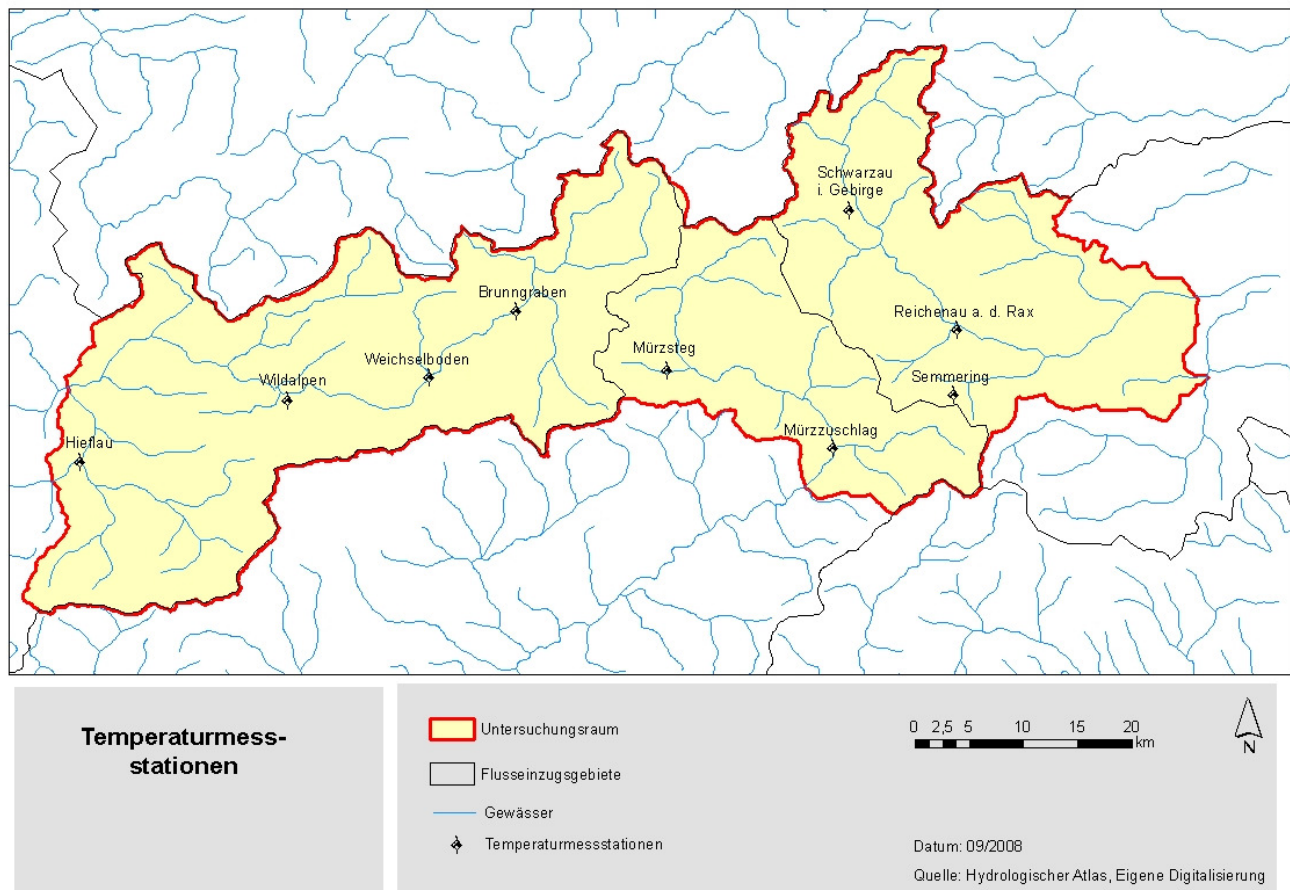 Schwarzau
i. Gebirge
Brunngraben
Reichenau a. d. Rax
Mürzsteg
Weichselboden
Wildalpen
Semmering
Mürzzuschlag
Hieflau
Temperaturmess-
stationen
Untersuchungsraum
Flusseinzugsgebiete
Gewässer
Temperaturmessstationen
0 2,5 5 10 15 20
km
N
Datum: 09/2008
Quelle: Hydrologischer Atlas, Eigene Digitalisierung